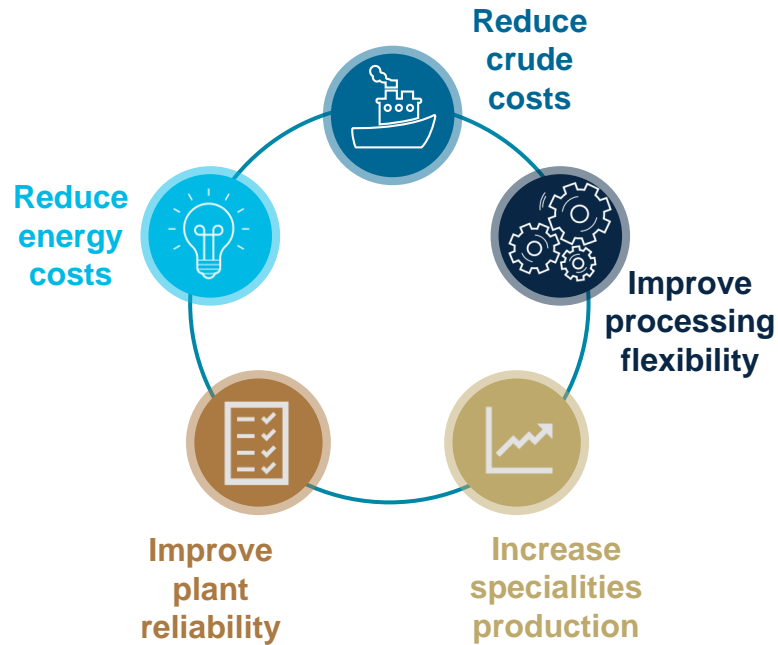 Reduce
crude
costs
Reduce
energy
costs
Improve
processing
flexibility
Improve
plant
reliability
Increase
specialities
production